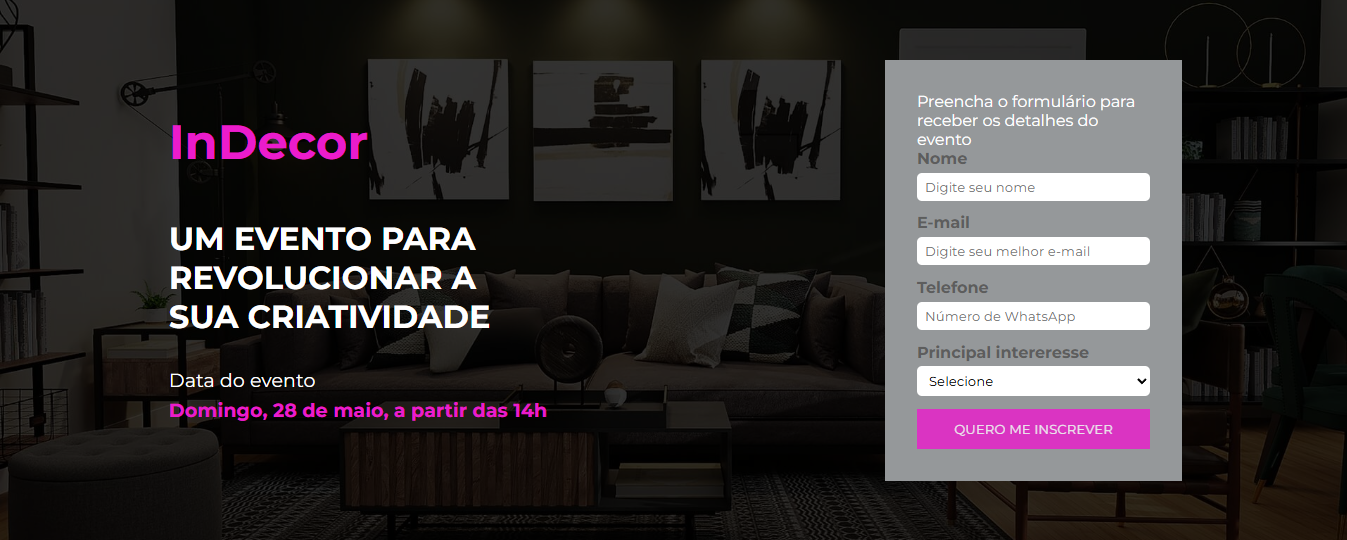 InDecor
UM EVENTO PARA
REVOLUCIONAR A
SUA CRIATIVIDADE
Data do evento
Domingo, 28 de maio, a partir das 14h
Preencha o formulário para
receber os detalhes do
evento
Nome
Digite seu nome
E-mail
Digite seu melhor e-mail
Telefone
Número de WhatsApp
Principal intereresse
Selecione
QUERO ME INSCREVER